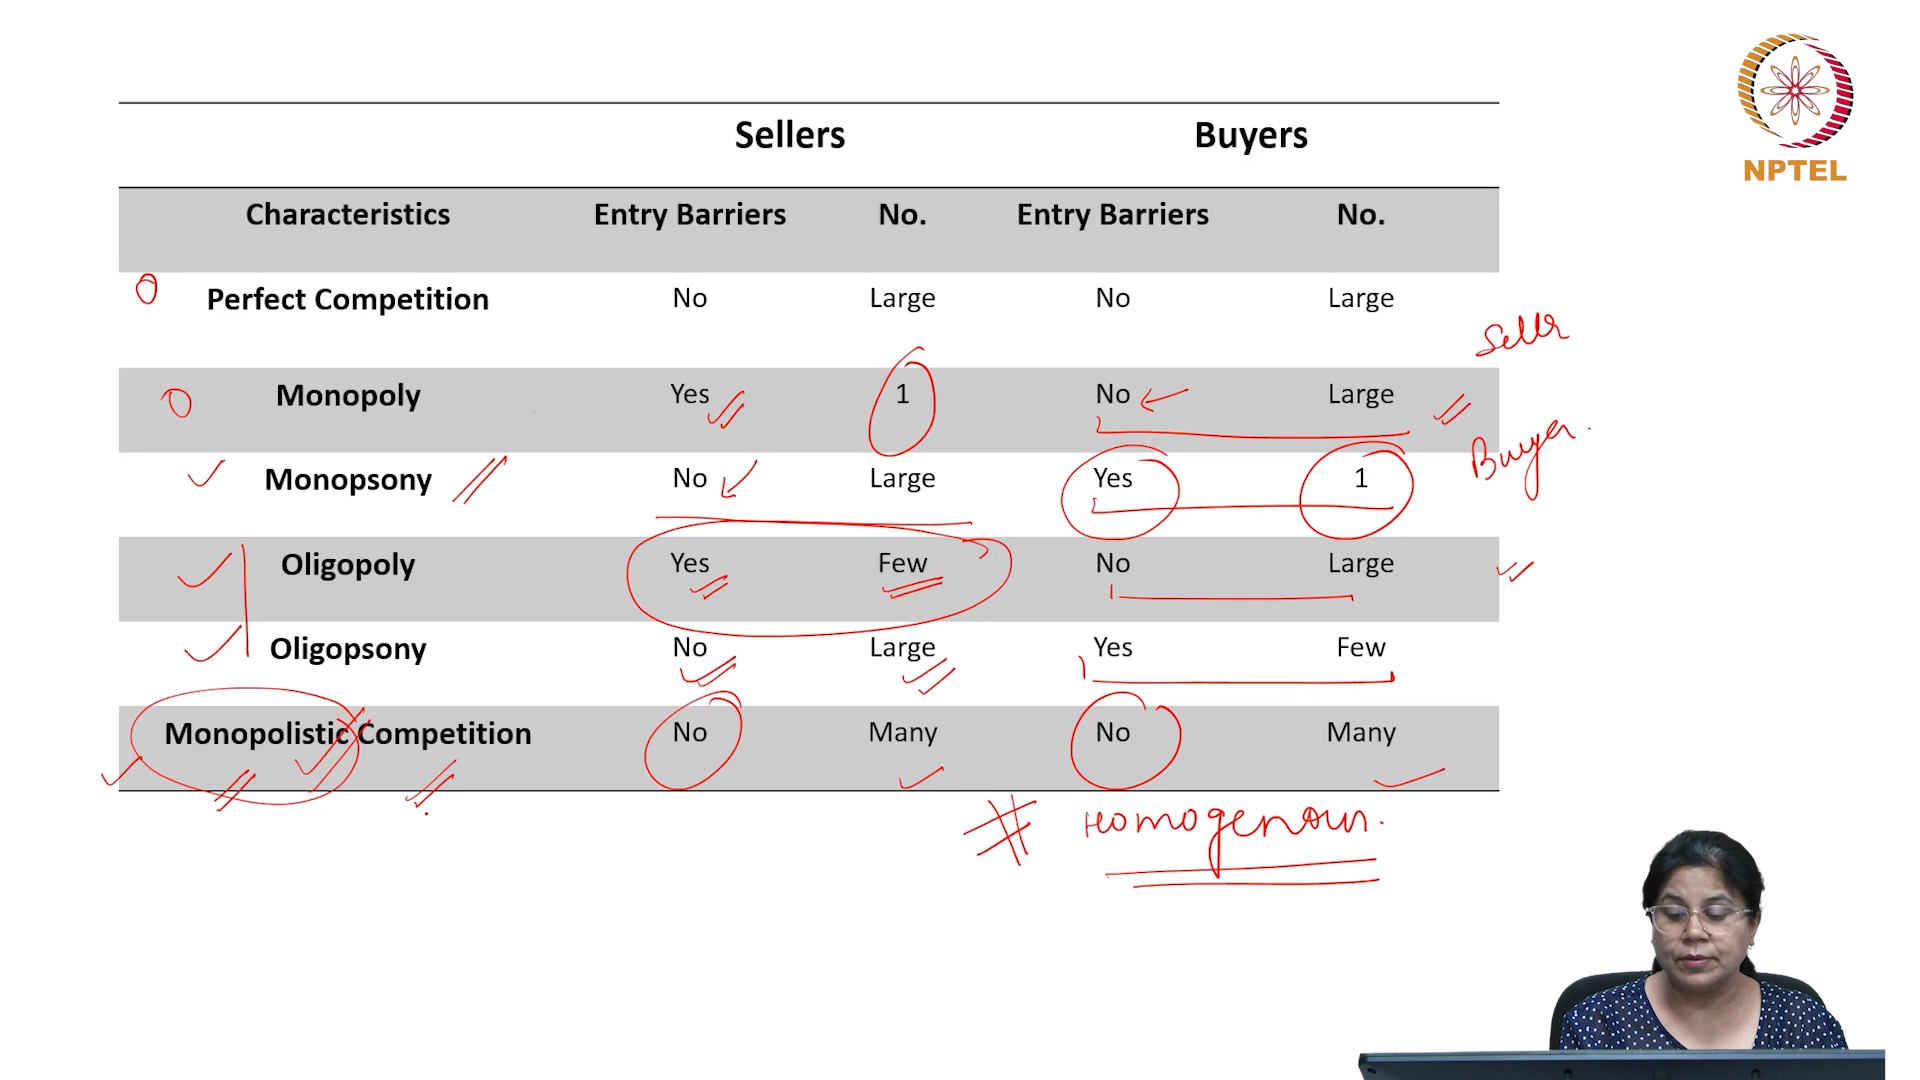 NPTEL
Sellers Buyers
Characteristics Entry Barriers No. Entry Barriers No.
Perfect Competition No Large No Large
Seller
Monopoly Yes 1 No Large
Buyer.
Monopsony No Large Yes 1
Oligopoly Yes Few No Large
Oligopsony No Large Yes Few
Monopolistic Competition No Many No Many
# Homogenous.